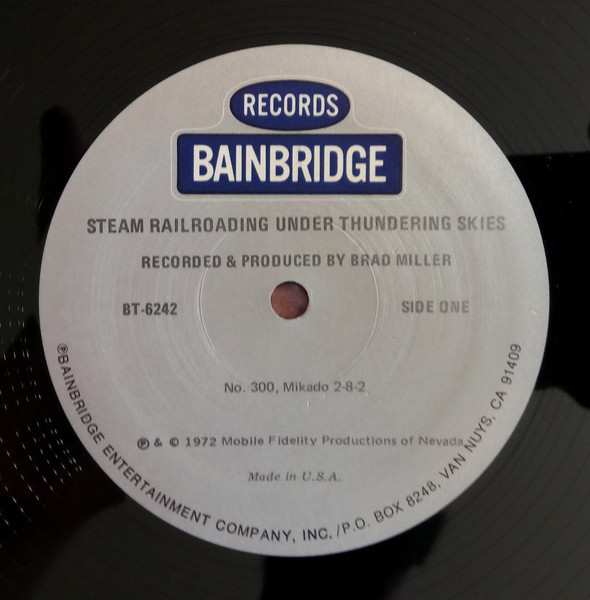 RECORDS
BAINBRIDGE
STEAM RAILROADING UNDER THUNDERING SKIES
RECORDED & PRODUCED BY BRAD MILLER
BT-6242
SIDE ONE
No. 300, Mikado 2-8-2
℗ & © 1972 Mobile Fidelity Productions of Nevada
Made in U.S.A.
℗BAINBRIDGE ENTERTAINMENT COMPANY, INC. /P.O. BOX 8248, VAN NUYS, CA 91409